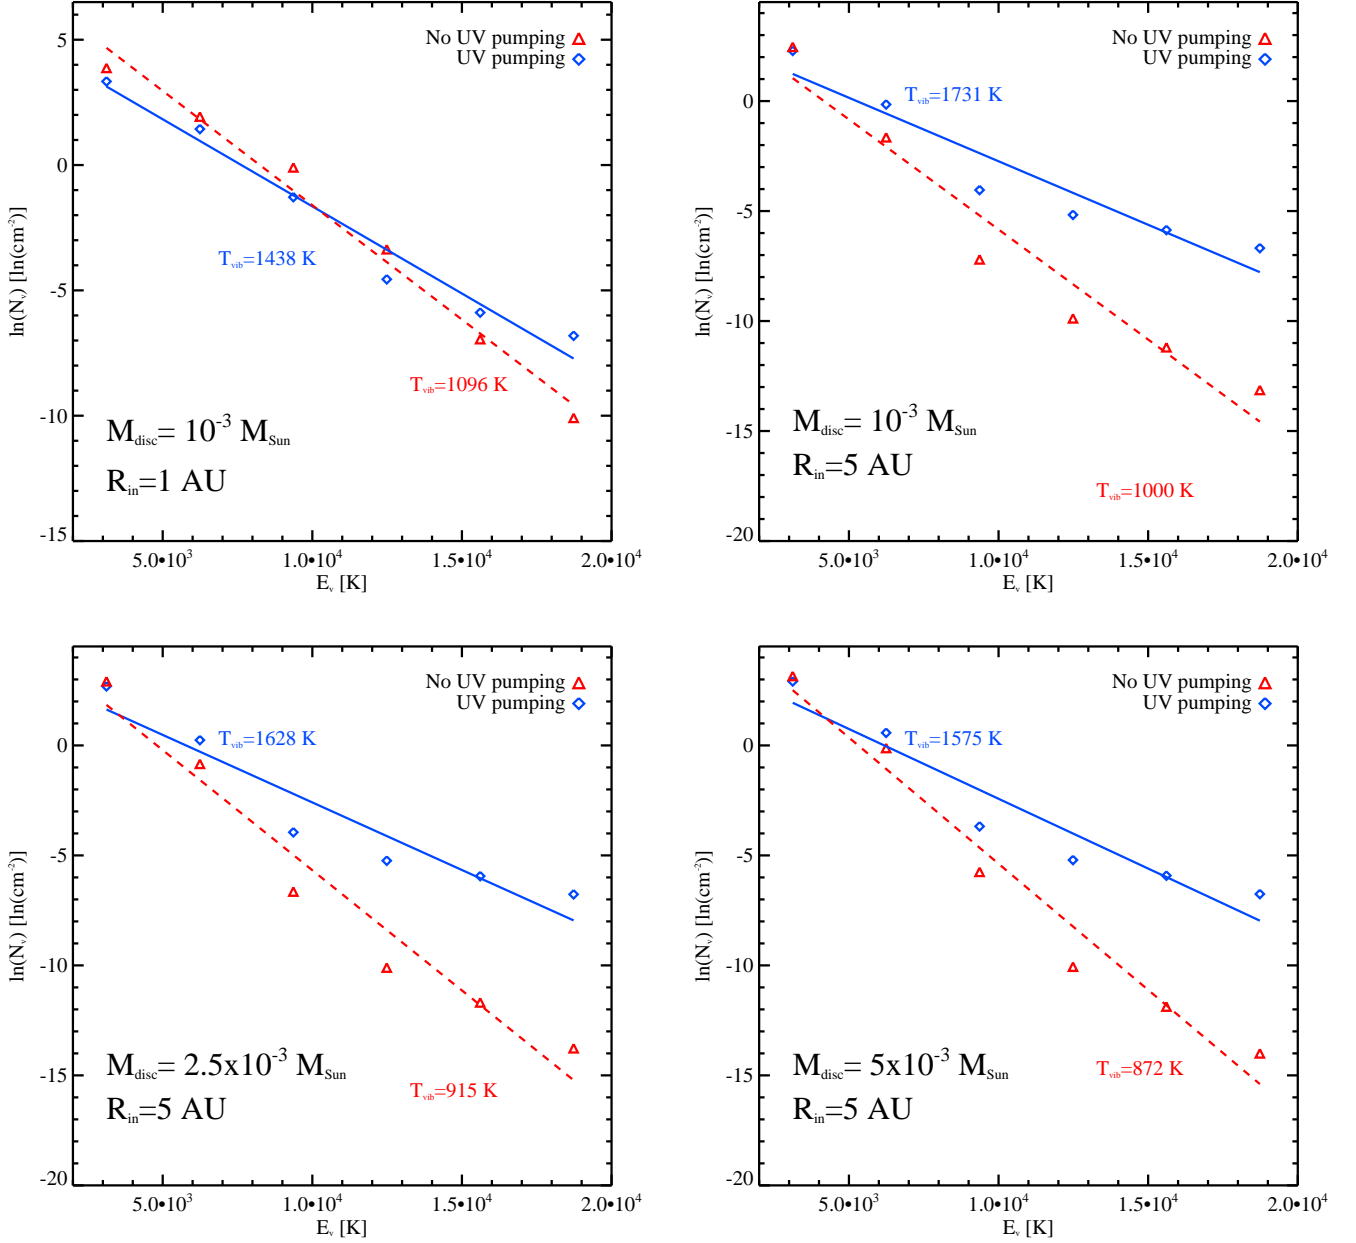 No UV pumping
UV pumping
T_vib=1438 K
T_vib=1096 K
M_disc= 10^-3 M_Sun
R_in=1 AU
ln(N_v) [ln(cm^-2)]
5
0
-5
-10
-15
5.0•10^3 1.0•10^4 1.5•10^4 2.0•10^4
E_v [K]
No UV pumping
UV pumping
T_vib=1731 K
M_disc= 10^-3 M_Sun
R_in=5 AU
T_vib=1000 K
ln(N_v) [ln(cm^-2)]
0
-5
-10
-15
-20
5.0•10^3 1.0•10^4 1.5•10^4 2.0•10^4
E_v [K]
No UV pumping
UV pumping
T_vib=1628 K
M_disc= 2.5x10^-3 M_Sun
T_vib=915 K
R_in=5 AU
ln(N_v) [ln(cm^-2)]
0
-5
-10
-15
-20
5.0•10^3 1.0•10^4 1.5•10^4 2.0•10^4
E_v [K]
No UV pumping
UV pumping
T_vib=1575 K
M_disc= 5x10^-3 M_Sun
T_vib=872 K
R_in=5 AU
ln(N_v) [ln(cm^-2)]
0
-5
-10
-15
-20
5.0•10^3 1.0•10^4 1.5•10^4 2.0•10^4
E_v [K]